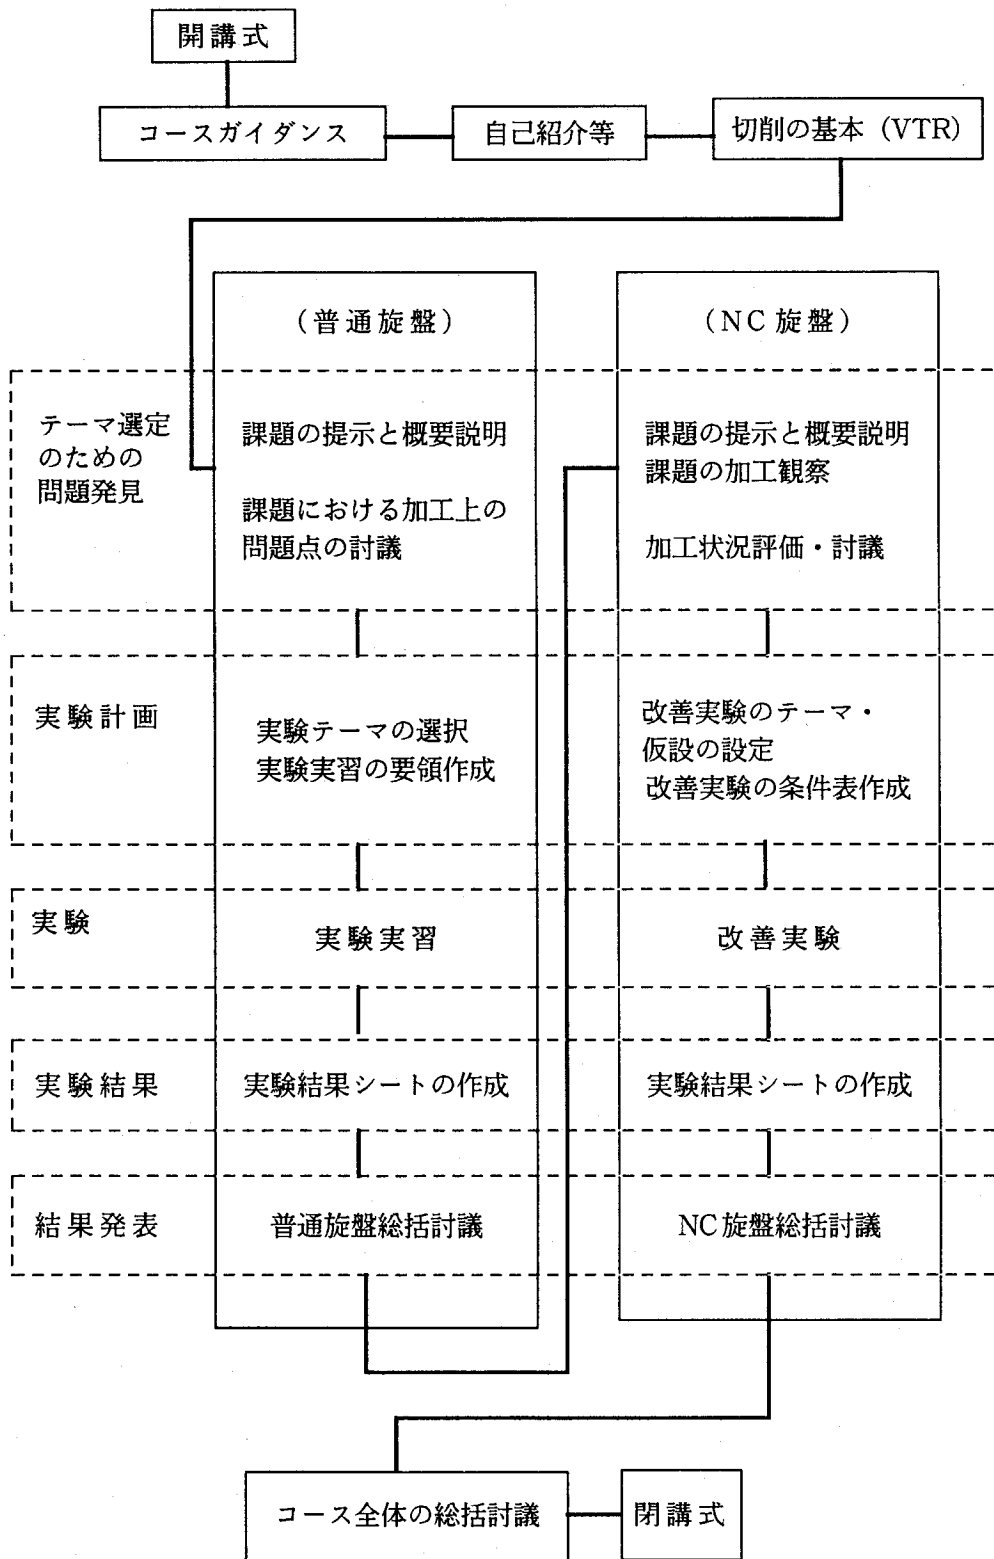 開講式
コースガイダンス
自己紹介等
切削の基本（VTR）
（普通旋盤）
（NC旋盤）
テーマ選定
のための
問題発見
課題の提示と概要説明
課題における加工上の
問題点の討議
課題の提示と概要説明
課題の加工観察
加工状況評価・討議
実験計画
実験テーマの選択
実験実習の要領作成
改善実験のテーマ・
仮設の設定
改善実験の条件表作成
実験
実験実習
改善実験
実験結果
実験結果シートの作成
実験結果シートの作成
結果発表
普通旋盤総括討議
NC旋盤総括討議
コース全体の総括討議
閉講式